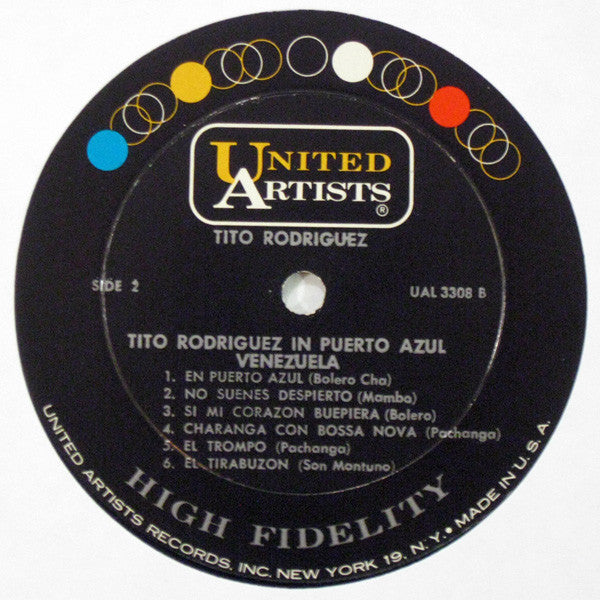 UNITED
ARTISTS
®
TITO RODRIGUEZ
SIDE 2
UAL 3308 B
TITO RODRIGUEZ IN PUERTO AZUL
VENEZUELA
1. EN PUERTO AZUL (Bolero Cha)
2. NO SUENES DESPIERTO (Mambo)
3. SI MI CORAZON BUEPIERA (Bolero)
4. CHARANGA CON BOSSA NOVA (Pachanga)
5. EL TROMPO (Pachanga)
6. EL TIRABUZON (Son Montuno)
HIGH FIDELITY
UNITED ARTISTS RECORDS, INC. NEW YORK 19, N.Y. • MADE IN U.S.A.